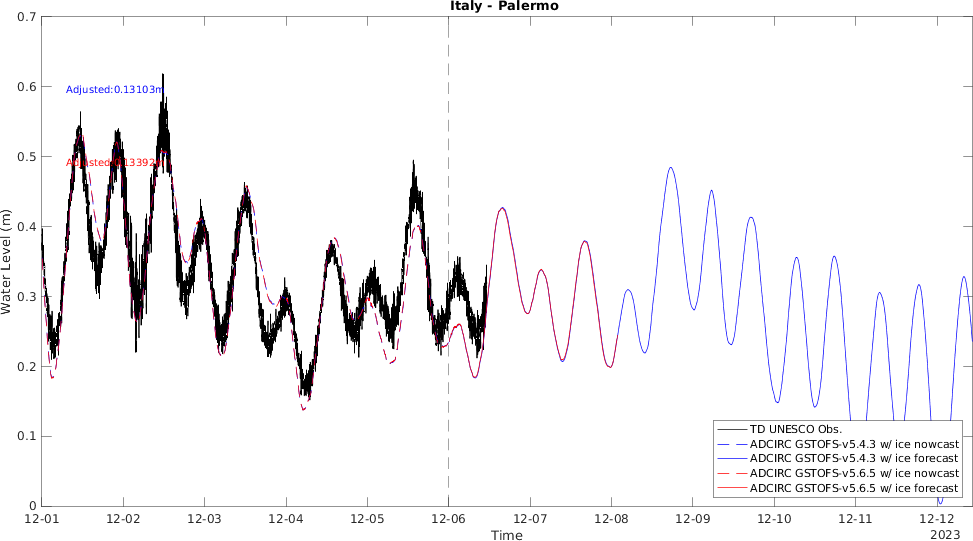 Italy - Palermo
Water Level (m)
0.7
0.6
0.5
0.4
0.3
0.2
0.1
0
Adjusted:0.13103m
Adjusted:0.13392m
TD UNESCO Obs.
ADCIRC GSTOFS-v5.4.3 w/ ice nowcast
ADCIRC GSTOFS-v5.4.3 w/ ice forecast
ADCIRC GSTOFS-v5.6.5 w/ ice nowcast
ADCIRC GSTOFS-v5.6.5 w/ ice forecast
12-01 12-02 12-03 12-04 12-05 12-06 12-07 12-08 12-09 12-10 12-11 12-12
Time
2023